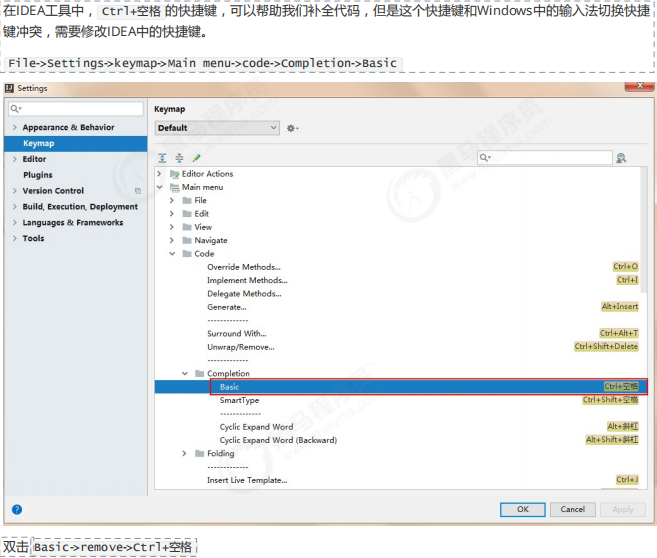 在IDEA工具中，Ctrl+空格 的快捷键，可以帮助我们补全代码，但是这个快捷键和Windows中的输入法切换快捷
键冲突，需要修改IDEA中的快捷键。
File->Settings->keymap->Main menu->code->Completion->Basic
Settings
Keymap
Appearance & Behavior
Keymap
Editor
Plugins
Version Control
Build, Execution, Deployment
Languages & Frameworks
Tools
Default
Editor Actions
Main menu
File
Edit
View
Navigate
Code
Override Methods... Ctrl+O
Implement Methods... Ctrl+I
Delegate Methods...
Generate... Alt+Insert
-------------
Surround With... Ctrl+Alt+T
Unwrap/Remove... Ctrl+Shift+Delete
-------------
Completion
Basic Ctrl+空格
SmartType Ctrl+Shift+空格
-------------
Cyclic Expand Word Alt+斜杠
Cyclic Expand Word (Backward) Alt+Shift+斜杠
Folding
-------------
Insert Live Template... Ctrl+J
? OK Cancel Apply
双击Basic->remove->Ctrl+空格